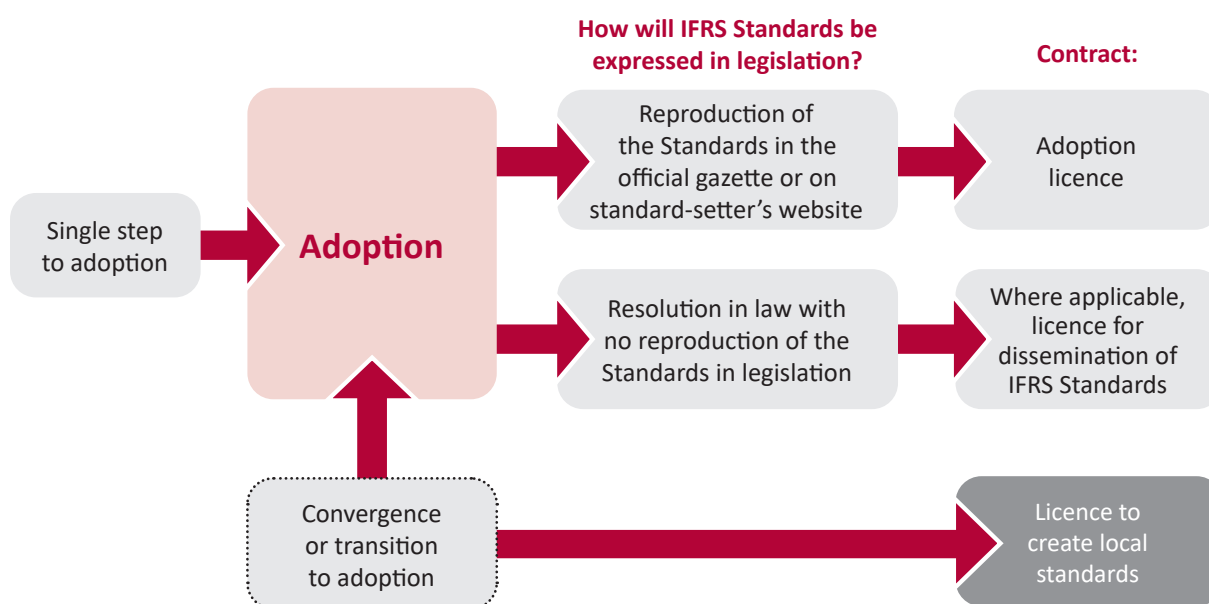 How will IFRS Standards be
expressed in legislation?
Contract:
Single step
to adoption
Adoption
Reproduction of
the Standards in the
official gazette or on
standard-setter’s website
Adoption
licence
Resolution in law with
no reproduction of the
Standards in legislation
Where applicable,
licence for
dissemination of
IFRS Standards
Convergence
or transition
to adoption
Licence to
create local
standards